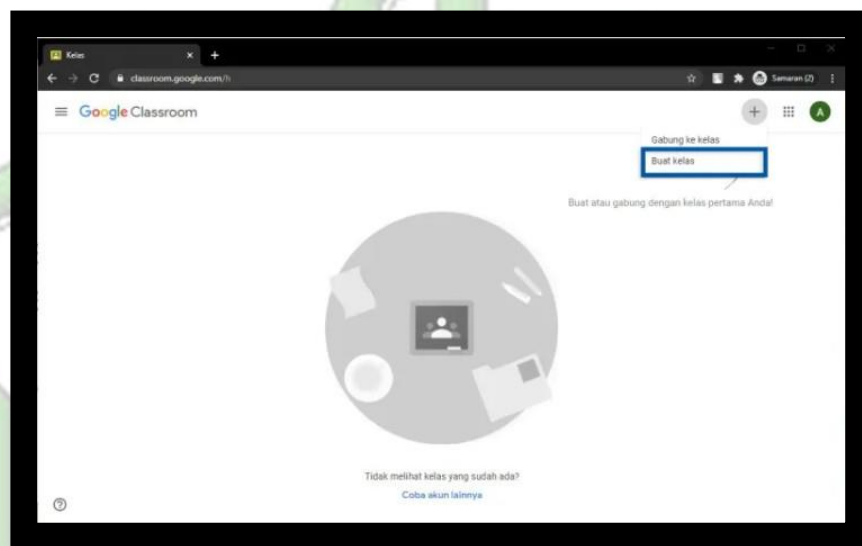 Kelas
classroom.google.com/h
Samaran (2)
Google Classroom
A
Gabung ke kelas
Buat kelas
Buat atau gabung dengan kelas pertama Anda!
Tidak melihat kelas yang sudah ada?
Coba akun lainnya